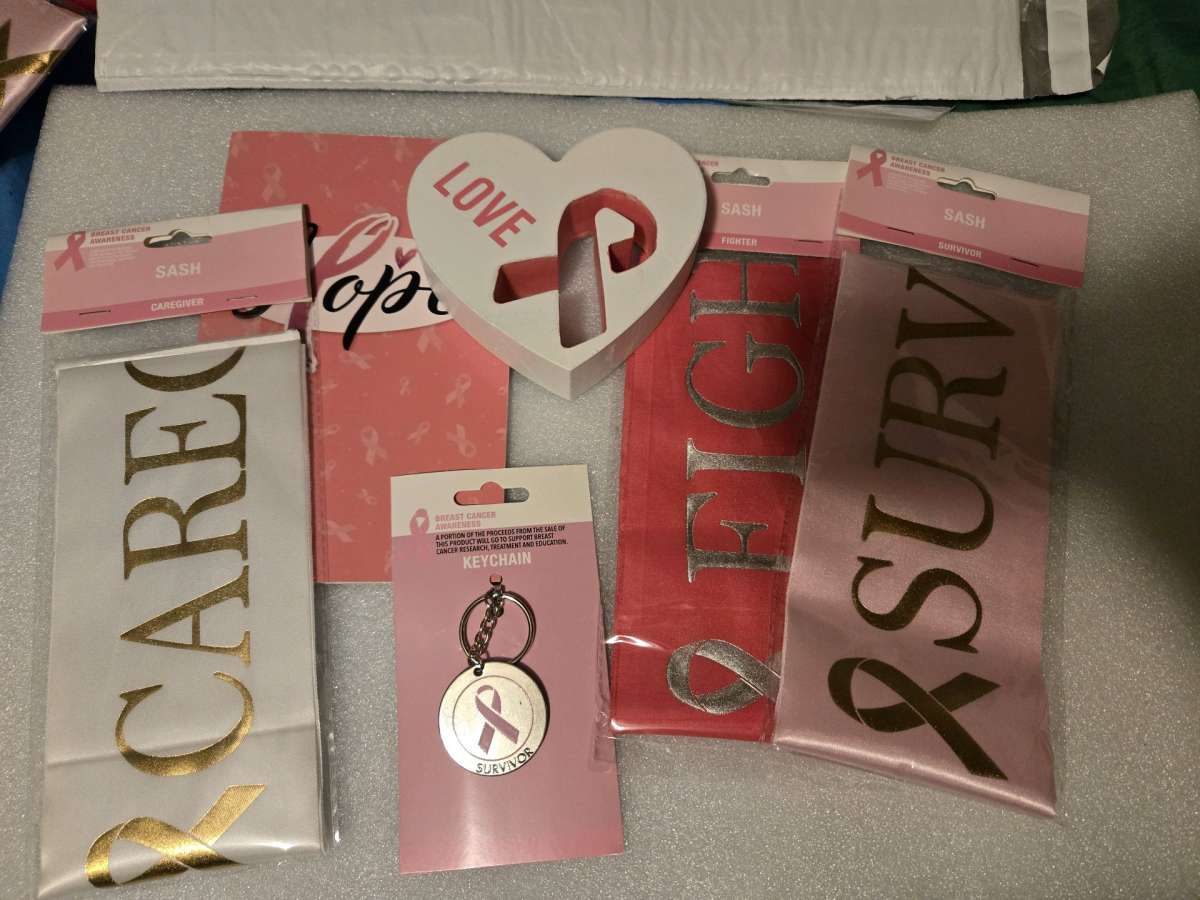 BREAST CANCER
AWARENESS
SASH
CAREGIVER
CAREG
Hope
LOVE
CANCER
SASH
FIGHTER
FIGH
BREAST CANCER
AWARENESS
SASH
SURVIVOR
SURV
BREAST CANCER
AWARENESS
A PORTION OF THE PROCEEDS FROM THE SALE OF
THIS PRODUCT WILL GO TO SUPPORT BREAST
CANCER RESEARCH, TREATMENT AND EDUCATION.
KEYCHAIN
SURVIVOR